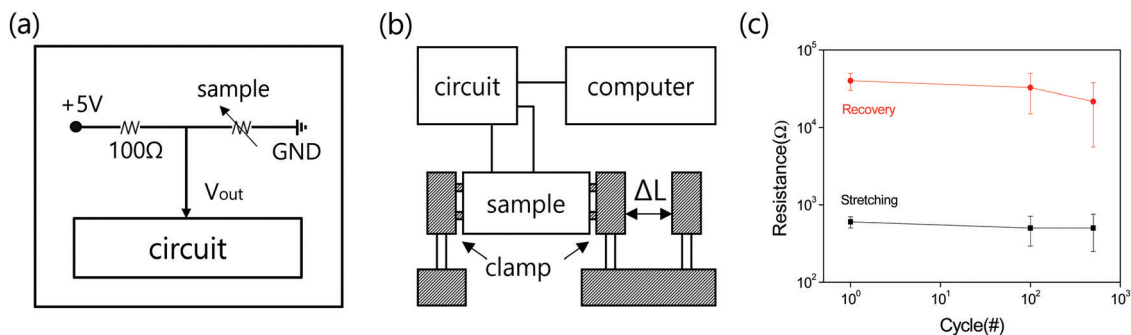 (a)
+5V
sample
100Ω
GND
Vout
circuit
(b)
circuit
computer
sample
ΔL
clamp
(c)
Resistance(Ω)
10⁵
10⁴
10³
10²
Recovery
Stretching
10⁰
10¹
10²
10³
Cycle(#)